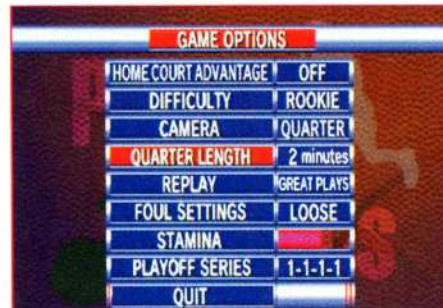 GAME OPTIONS
HOME COURT ADVANTAGE OFF
DIFFICULTY ROOKIE
CAMERA QUARTER
QUARTER LENGTH 2 minutes
REPLAY GREAT PLAYS
FOUL SETTINGS LOOSE
STAMINA
PLAYOFF SERIES 1-1-1-1
QUIT